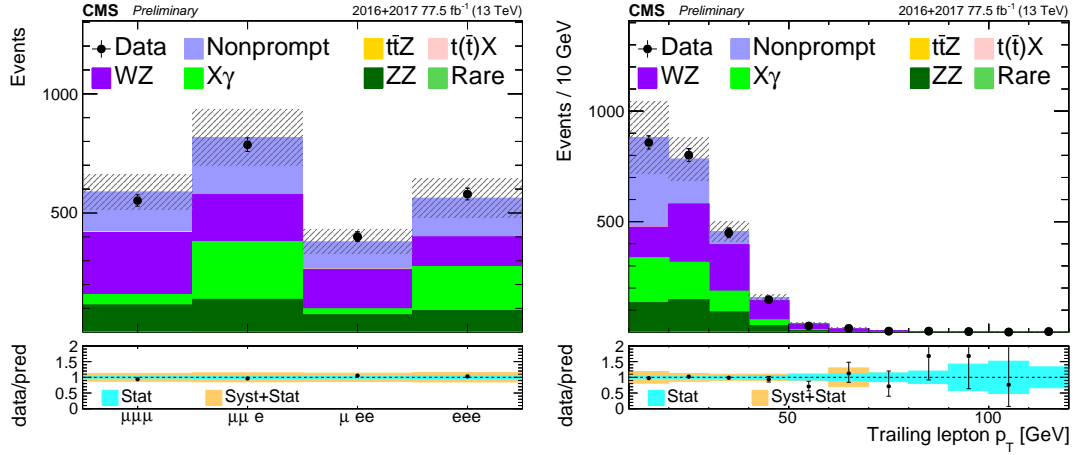 CMS Preliminary 2016+2017 77.5 fb⁻¹ (13 TeV)
Events
Data Nonprompt tt̄Z t(t̄)X
WZ Xγ ZZ Rare
1000
500
data/pred
2
1.5
1
0.5
0
Stat Syst+Stat
μμμ μμ e μ ee eee
CMS Preliminary 2016+2017 77.5 fb⁻¹ (13 TeV)
Events / 10 GeV
Data Nonprompt tt̄Z t(t̄)X
WZ Xγ ZZ Rare
1000
500
data/pred
2
1.5
1
0.5
0
Stat Syst+Stat
50 100
Trailing lepton p_T [GeV]